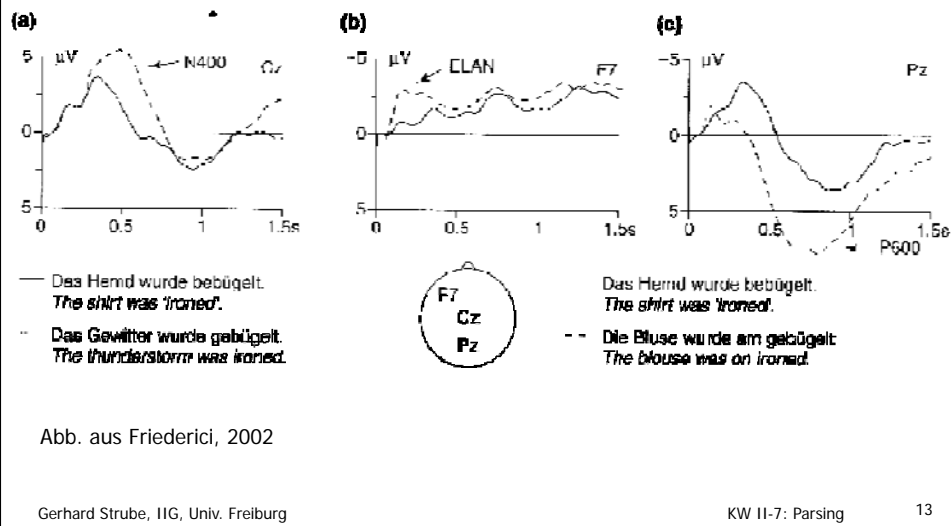 (a)
(b)
(c)
5
µV
N400
0
5
0
0.5
1
1.5s
-5
µV
ELAN
F7
0
5
0
0.5
1
1.5s
-5
µV
Pz
0
5
0
0.5
1
1.5s
P600
Das Hemd wurde bebügelt.
The shirt was 'ironed'.
Das Gewitter wurde gebügelt.
The thunderstorm was ironed.
F7
Cz
Pz
Das Hemd wurde bebügelt.
The shirt was 'ironed'.
Die Bluse wurde am gebügelt
The blouse was on ironed.
Abb. aus Friederici, 2002
Gerhard Strube, IIG, Univ. Freiburg
KW II-7: Parsing
13